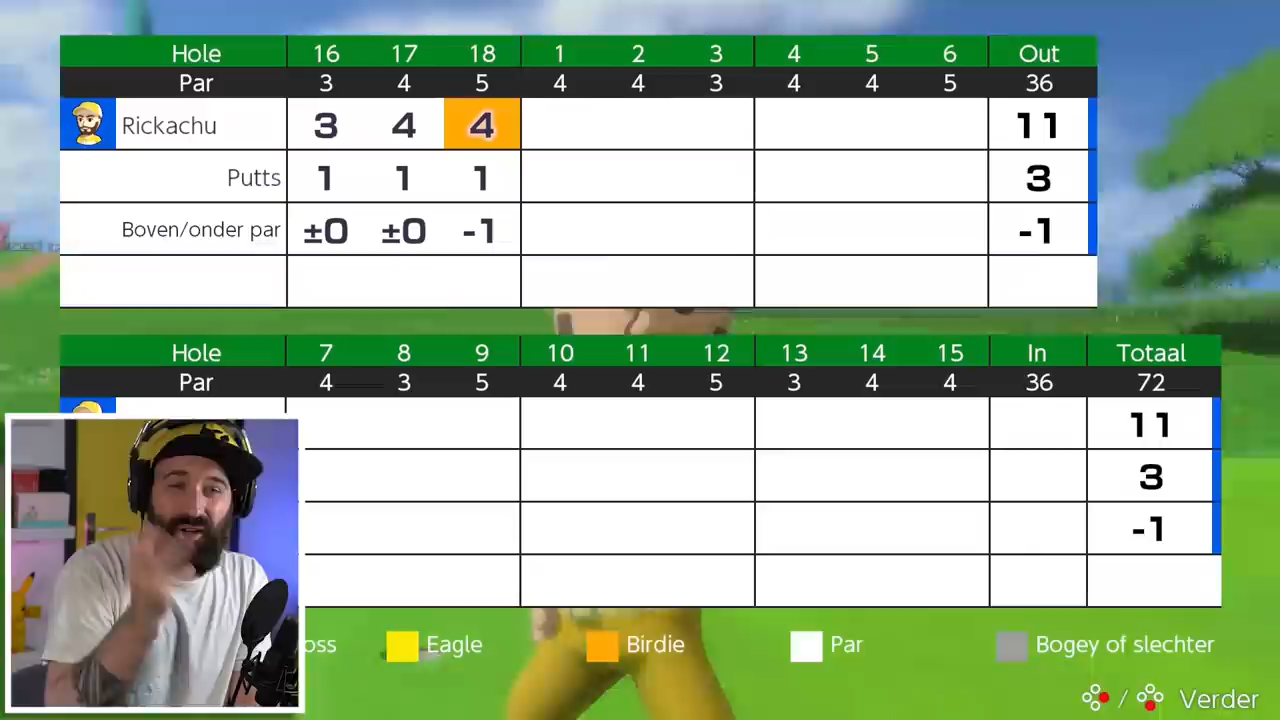 Hole 16 17 18 1 2 3 4 5 6 Out
Par 3 4 5 4 4 3 4 4 5 36
Rickachu 3 4 4 11
Putts 1 1 1 3
Boven/onder par ±0 ±0 -1 -1
Hole 7 8 9 10 11 12 13 14 15 In Totaal
Par 4 3 5 4 4 5 3 4 4 36 72
11
3
-1
oss Eagle Birdie Par Bogey of slechter
/ Verder